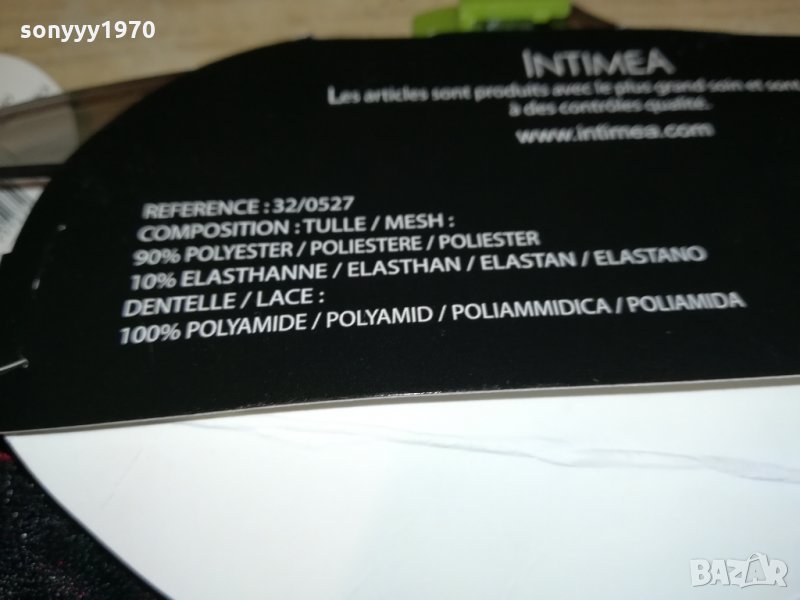 sonyyy1970
INTIMEA
Les articles sont produits avec le plus grand soin et sont
à des contrôles qualité.
www.intimea.com
REFERENCE : 32/0527
COMPOSITION : TULLE / MESH :
90% POLYESTER / POLIESTERE / POLIESTER
10% ELASTHANNE / ELASTHAN / ELASTAN / ELASTANO
DENTELLE / LACE :
100% POLYAMIDE / POLYAMID / POLIAMMIDICA / POLIAMIDA
BAZAR